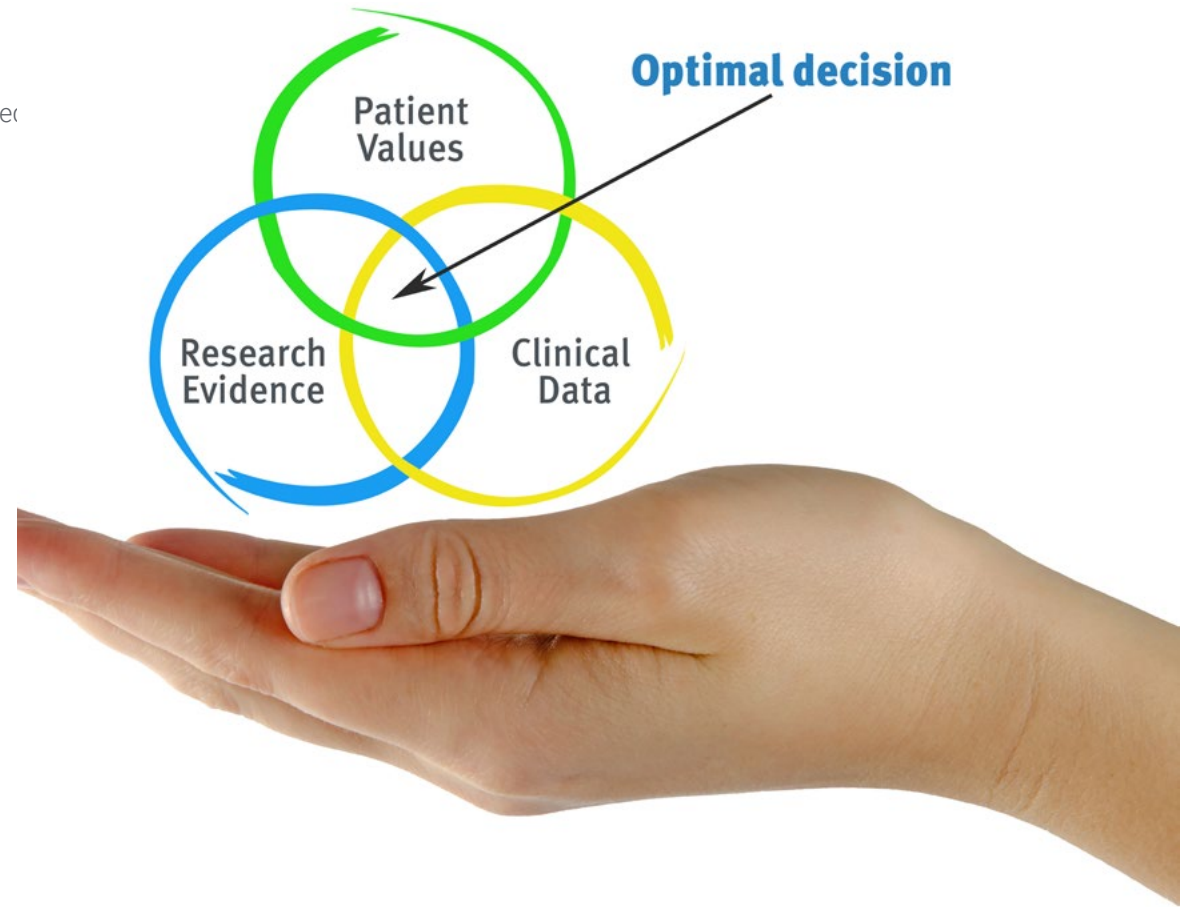 Optimal decision
Patient
Values
Research
Evidence
Clinical
Data